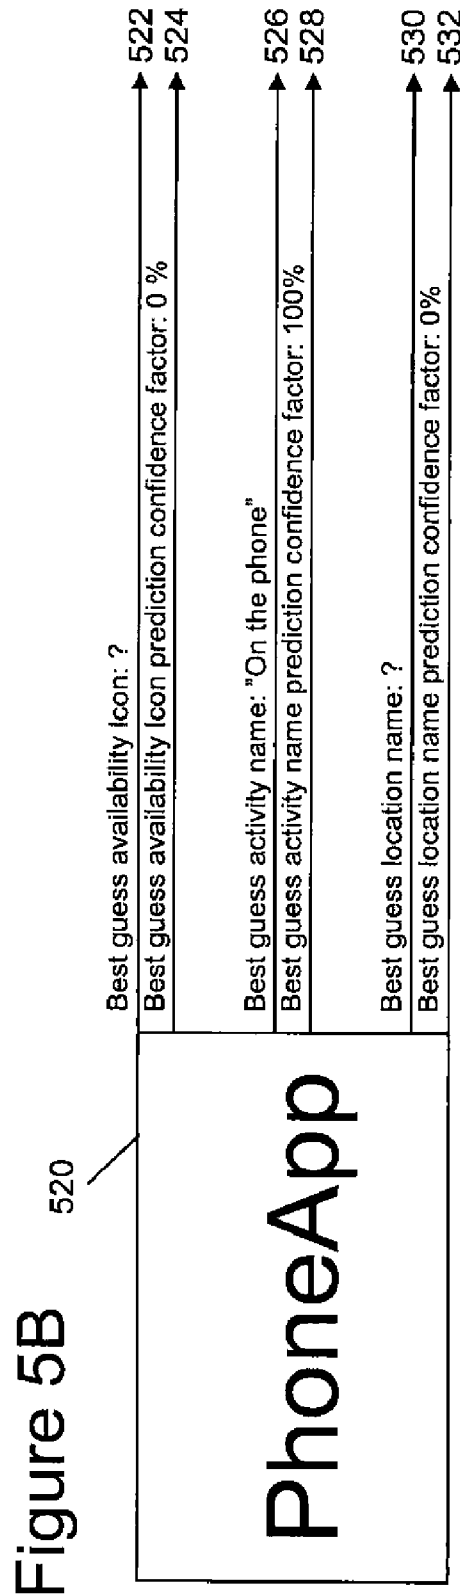 Figure 5B
520
PhoneApp
Best guess availability icon: ?
522
Best guess availability icon prediction confidence factor: 0 %
524
Best guess activity name: "On the phone"
526
Best guess activity name prediction confidence factor: 100%
528
Best guess location name: ?
530
Best guess location name prediction confidence factor: 0%
532